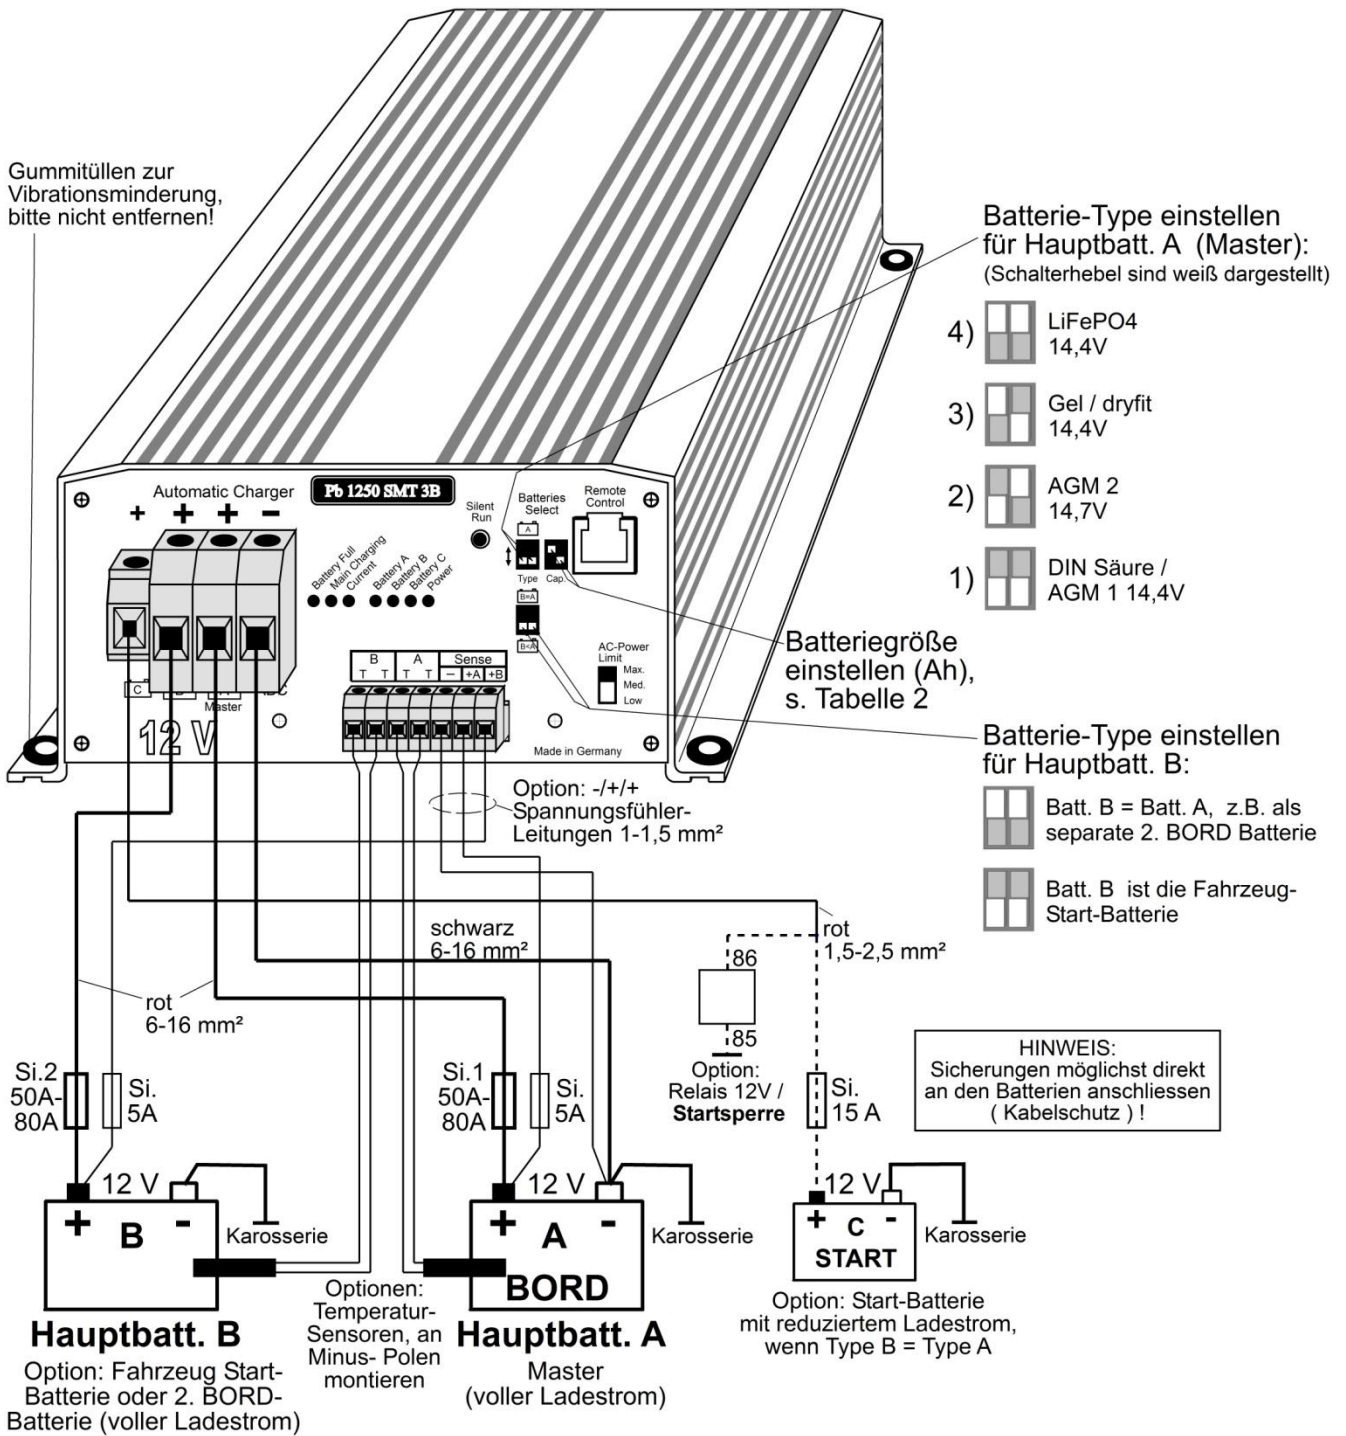 Gummitüllen zur
Vibrationsminderung,
bitte nicht entfernen!
Batterie-Type einstellen
für Hauptbatt. A (Master):
(Schalterhebel sind weiß dargestellt)
4) LiFePO4
14,4V
3) Gel / dryfit
14,4V
2) AGM 2
14,7V
1) DIN Säure /
AGM 1 14,4V
Automatic Charger
+ + + -
Pb 1250 SMT 3B
Silent
Run
Batteries
Select
Remote
Control
A
Type Cap.
B=A
B<A
Battery Full
Main Charging
Current
Battery A
Battery B
Battery C
Power
AC-Power
Limit
Max.
Med.
Low
B A Sense
T T T T − +A +B
C
Master
12 V
Made in Germany
Batteriegröße
einstellen (Ah),
s. Tabelle 2
Batterie-Type einstellen
für Hauptbatt. B:
Batt. B = Batt. A, z.B. als
separate 2. BORD Batterie
Batt. B ist die Fahrzeug-
Start-Batterie
Option: -/+/+
Spannungsfühler-
Leitungen 1-1,5 mm²
schwarz
6-16 mm²
rot
1,5-2,5 mm²
rot
6-16 mm²
86
85
Option:
Relais 12V /
Startsperre
HINWEIS:
Sicherungen möglichst direkt
an den Batterien anschliessen
( Kabelschutz ) !
Si.2
50A-
80A
Si.
5A
Si.1
50A-
80A
Si.
5A
Si.
15 A
12 V
+ B -
Karosserie
12 V
+ A -
BORD
Karosserie
12 V
+ C -
START
Karosserie
Optionen:
Temperatur-
Sensoren, an
Minus- Polen
montieren
Hauptbatt. B
Option: Fahrzeug Start-
Batterie oder 2. BORD-
Batterie (voller Ladestrom)
Hauptbatt. A
Master
(voller Ladestrom)
Option: Start-Batterie
mit reduziertem Ladestrom,
wenn Type B = Type A